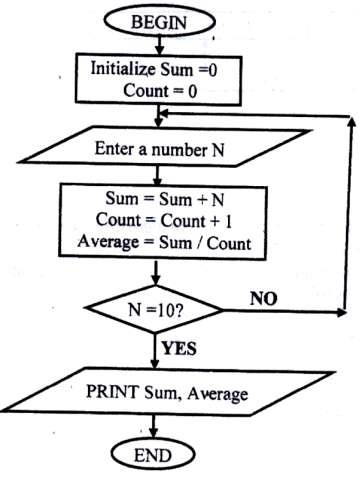 BEGIN
Initialize Sum =0
Count = 0
Enter a number N
Sum = Sum + N
Count = Count + 1
Average = Sum / Count
N =10?
NO
YES
PRINT Sum, Average
END